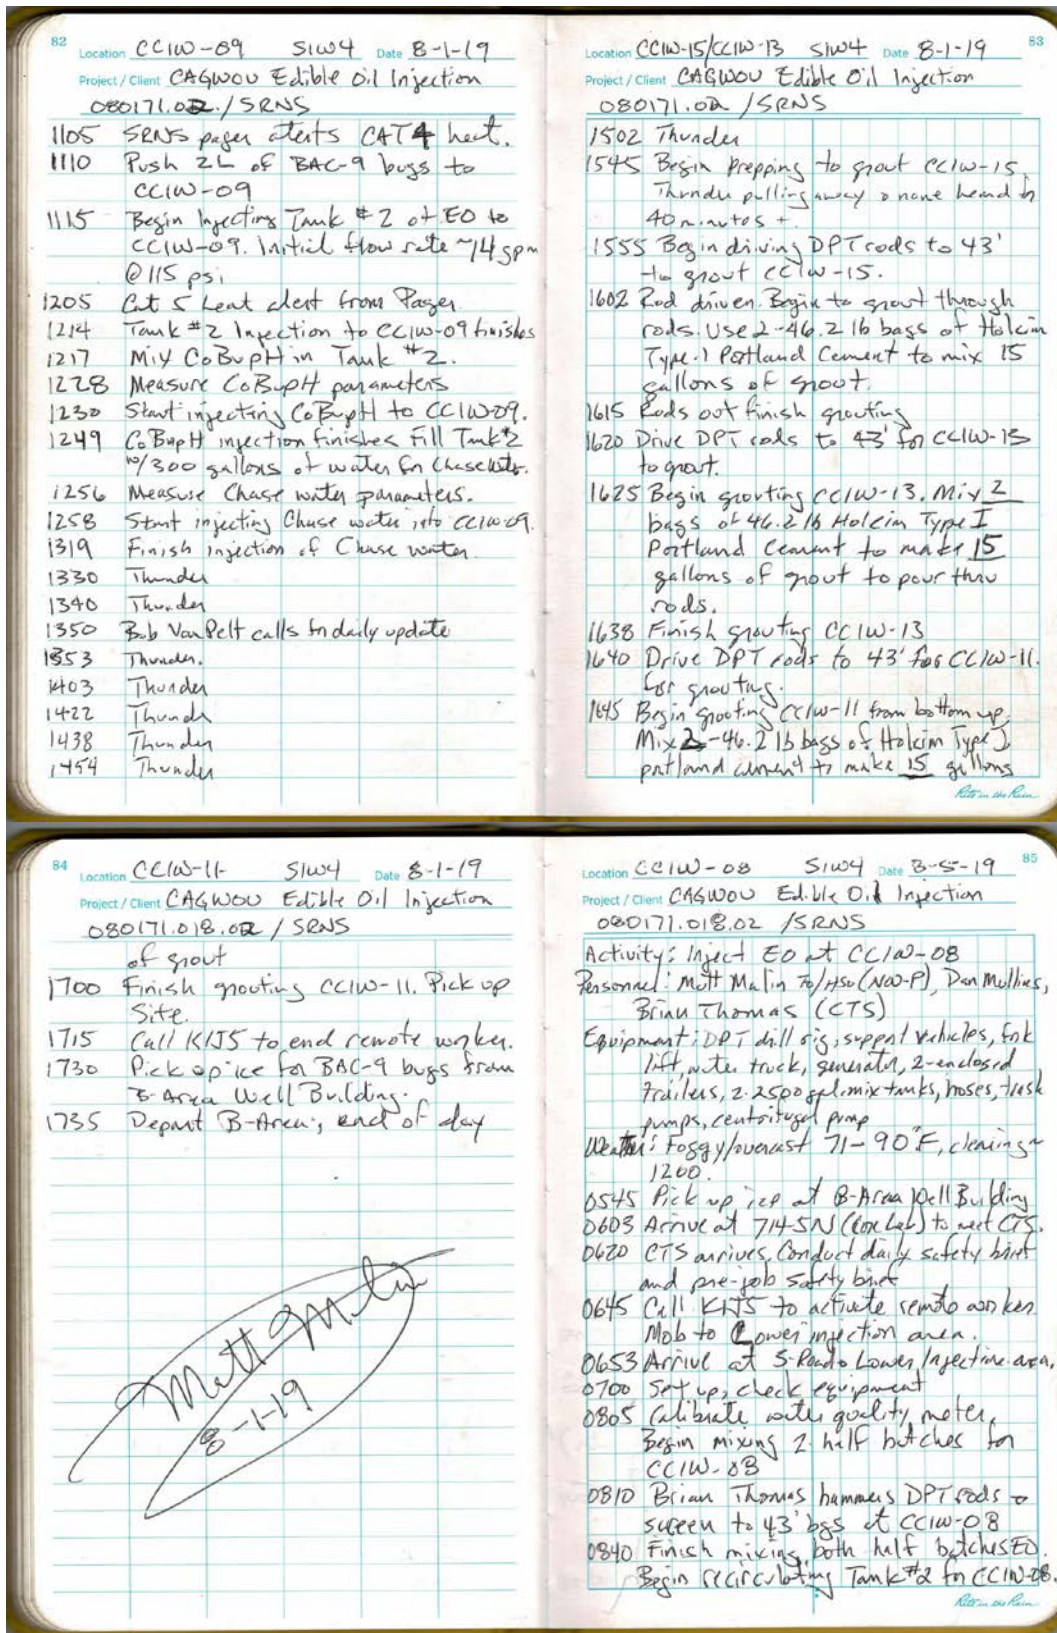 82
Location CCIW-09 SIW4 Date 8-1-19
Project / Client CAGWOU Edible Oil Injection
080171.02 /SRNS
1105 SRNS pager alerts CAT 4 heat.
1110 Push 2L of BAC-9 bugs to
CCIW-09
1115 Begin Injecting Tank #2 of EO to
CCIW-09. Initial flow rate ~14 gpm
@ 115 psi
1205 Cat 5 heat alert from Pager
1214 Tank #2 Injection to CCIW-09 finishes
1217 Mix CoBupH in Tank #2.
1228 Measure CoBupH parameters
1230 Start injecting CoBupH to CCIW-09.
1249 CoBupH injection finishes Fill Tank #2
w/300 gallons of water for Chase wtr.
1256 Measure Chase water parameters.
1258 Start injecting Chase water into CCIW-09.
1319 Finish injection of Chase water.
1330 Thunder
1340 Thunder
1350 Bob Van Pelt calls for daily update
1353 Thunder.
1403 Thunder
1422 Thunder
1438 Thunder
1454 Thunder
83
Location CCIW-15/CCIW-13 SIW4 Date 8-1-19
Project / Client CAGWOU Edible Oil Injection
080171.02 /SRNS
1502 Thunder
1545 Begin prepping to grout CCIW-15.
Thunder pulling away & none heard in
40 minutes +
1555 Begin driving DPT rods to 43'
to grout CCIW-15.
1602 Rod driven. Begin to grout through
rods. Use 2-46.2 lb bags of Holcim
Type-1 Portland Cement to mix 15
gallons of grout.
1615 Rods out finish grouting
1620 Drive DPT rods to 43' for CCIW-13
to grout.
1625 Begin grouting CCIW-13. Mix 2
bags of 46.2 lb Holcim Type I
Portland Cement to make 15
gallons of grout to pour thru
rods.
1638 Finish grouting CCIW-13
1640 Drive DPT rods to 43' for CCIW-11.
for grouting.
1645 Begin grouting CCIW-11 from bottom up.
Mix 2-46.2 lb bags of Holcim Type I
portland cement to make 15 gallons
Rite in the Rain
84
Location CCIW-11 SIW4 Date 8-1-19
Project / Client CAGWOU Edible Oil Injection
080171.018.02 / SRNS
of grout
1700 Finish grouting CCIW-11. Pick up
Site.
1715 Call K1J5 to end remote worker.
1730 Pick up ice for BAC-9 bugs from
B-Area Well Building.
1735 Depart B-Area; end of day
Matt Malin
8-1-19
85
Location CCIW-08 SIW4 Date 8-5-19
Project / Client CAGWOU Edible Oil Injection
080171.018.02 /SRNS
Activity: Inject EO at CCIW-08
Personnel: Matt Malin TO/HSO (NOO-P), Dan Mullins,
Brian Thomas (CTS)
Equipment: DPT drill rig, support vehicles, fork
lift, water truck, generator, 2-enclosed
trailers, 2-2500 gal. mix tanks, hoses, trash
pumps, centrifugal pump
Weather: Foggy/overcast 71-90°F, clearing ~
1200.
0545 Pick up ice at B-Area Well Building
0603 Arrive at 714-5N (Core Lab) to meet CTS.
0620 CTS arrives, Conduct daily safety brief
and pre-job safety brief
0645 Call K1J5 to activate remote worker.
Mob to Lower injection area.
0653 Arrive at 5-Road & Lower Injection area.
0700 Set up, check equipment
0805 Calibrate water quality meter,
Begin mixing 2 half batches for
CCIW-08
0810 Brian Thomas hammers DPT rods &
screen to 43' bgs at CCIW-08
0840 Finish mixing both half batches EO.
Begin recirculating Tank #2 for CCIW-08.
Rite in the Rain